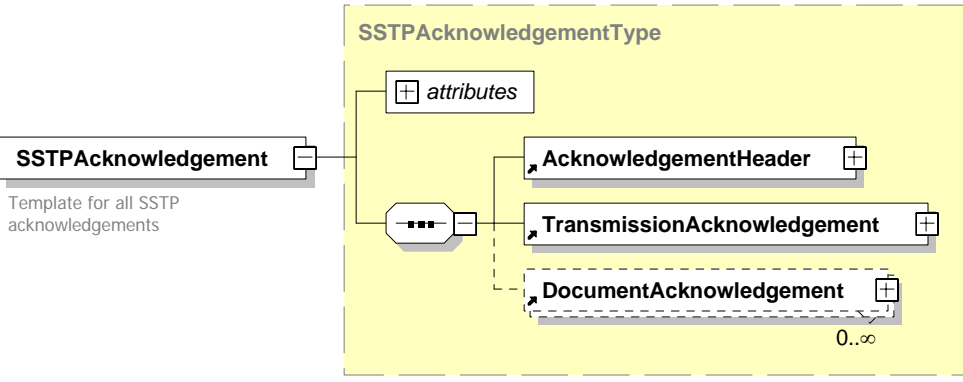 SSTPAcknowledgementType
attributes
SSTPAcknowledgement
Template for all SSTP
acknowledgements
AcknowledgementHeader
TransmissionAcknowledgement
DocumentAcknowledgement
0..∞